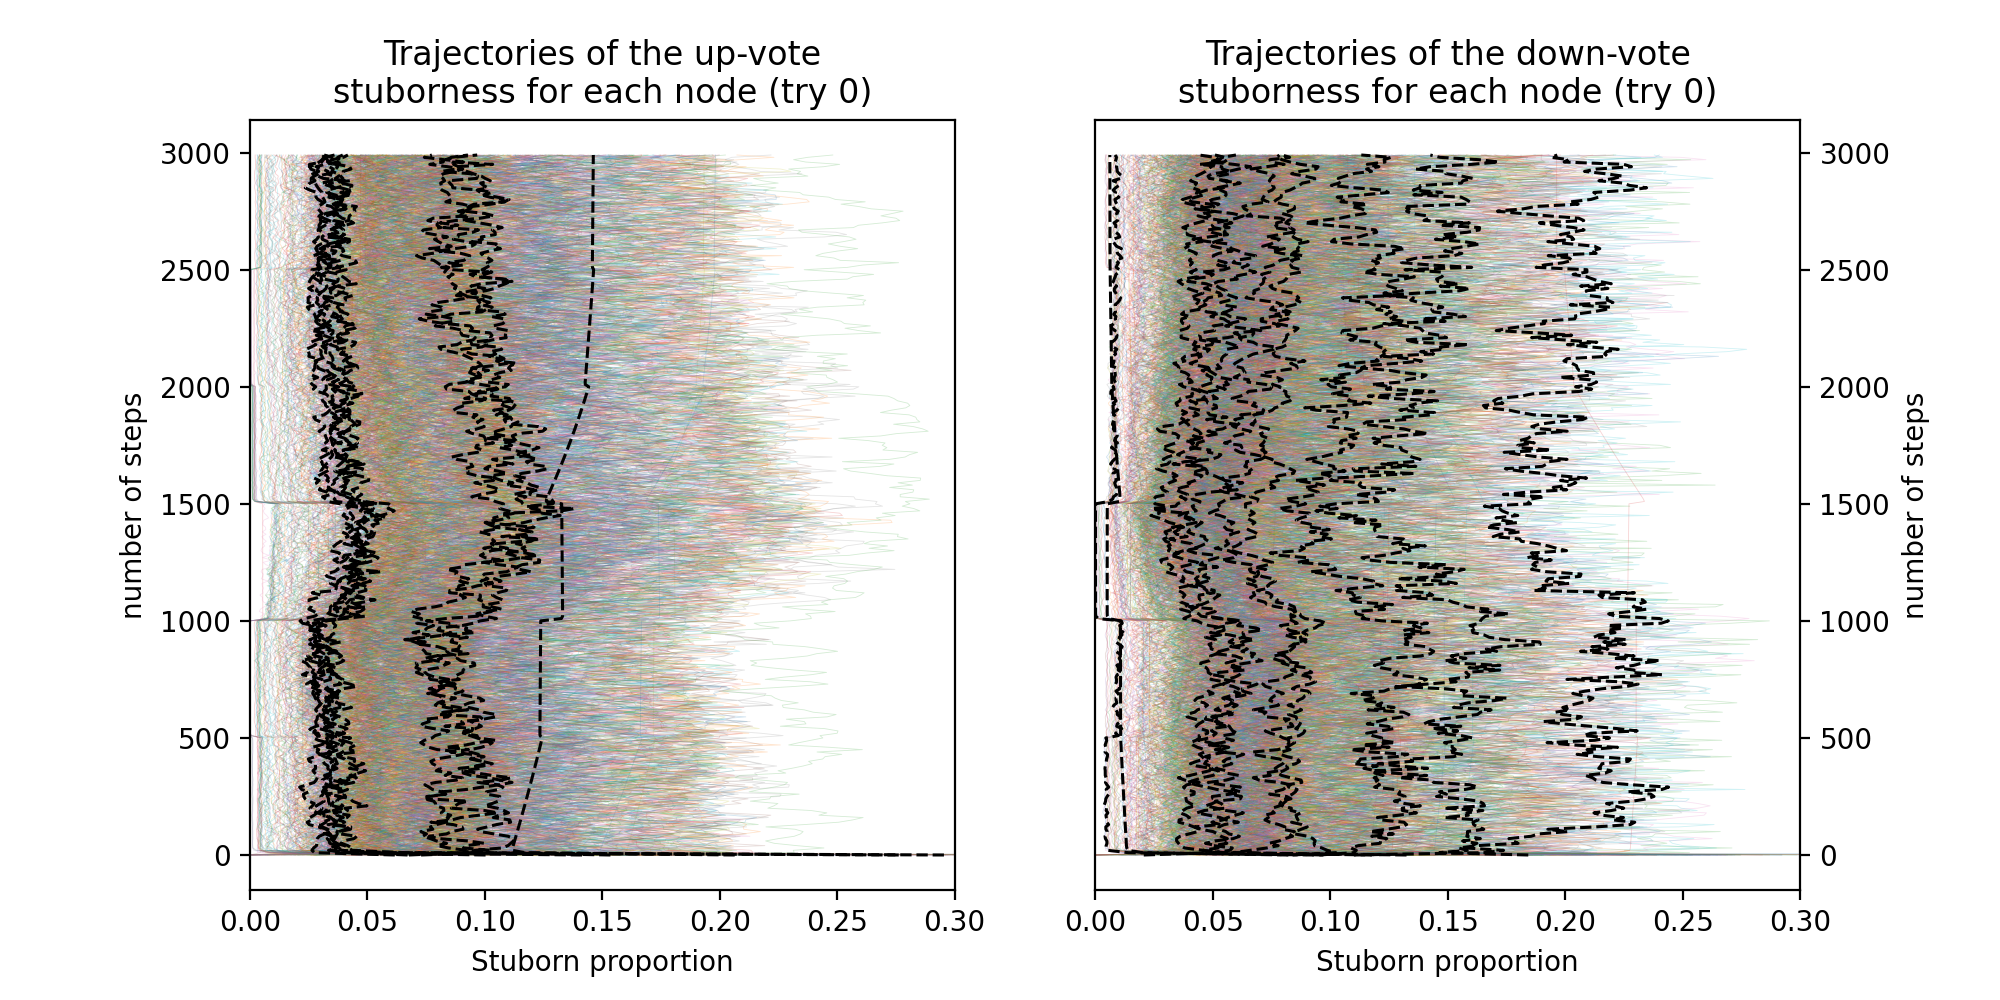 Trajectories of the up-vote
stuborness for each node (try 0)
number of steps
3000
2500
2000
1500
1000
500
0
0.00 0.05 0.10 0.15 0.20 0.25 0.30
Stuborn proportion
Trajectories of the down-vote
stuborness for each node (try 0)
3000
2500
2000
1500
1000
500
0
number of steps
0.00 0.05 0.10 0.15 0.20 0.25 0.30
Stuborn proportion